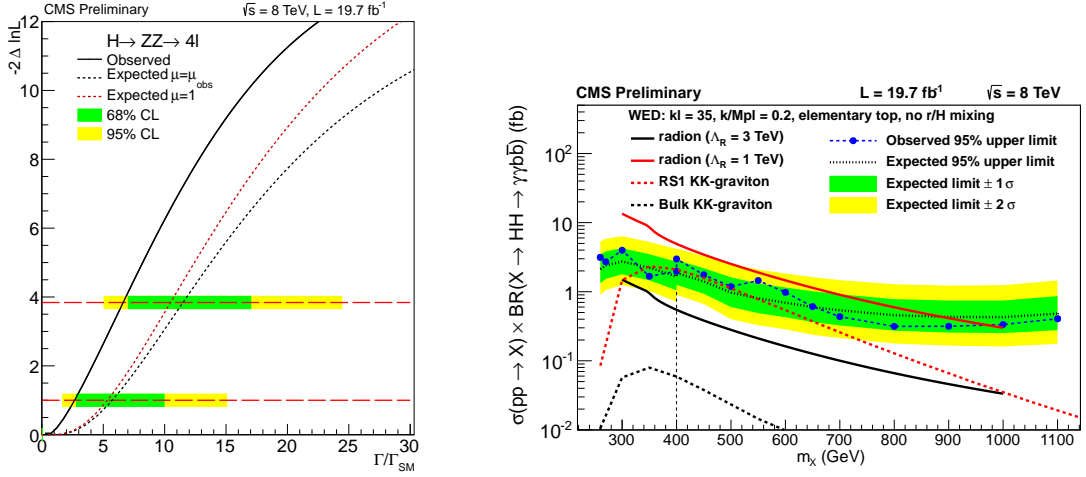 CMS Preliminary √s = 8 TeV, L = 19.7 fb⁻¹
-2 Δ lnL
12
10
8
6
4
2
0
H→ ZZ→ 4l
Observed
Expected μ=μobs
Expected μ=1
68% CL
95% CL
0 5 10 15 20 25 30
Γ/ΓSM
CMS Preliminary L = 19.7 fb⁻¹ √s = 8 TeV
σ(pp → X) × BR(X → HH → γγbb̄) (fb)
WED: kl = 35, k/Mpl = 0.2, elementary top, no r/H mixing
radion (ΛR = 3 TeV)
radion (ΛR = 1 TeV)
RS1 KK-graviton
Bulk KK-graviton
Observed 95% upper limit
Expected 95% upper limit
Expected limit ± 1 σ
Expected limit ± 2 σ
10²
10
1
10⁻¹
10⁻²
300 400 500 600 700 800 900 1000 1100
mX (GeV)